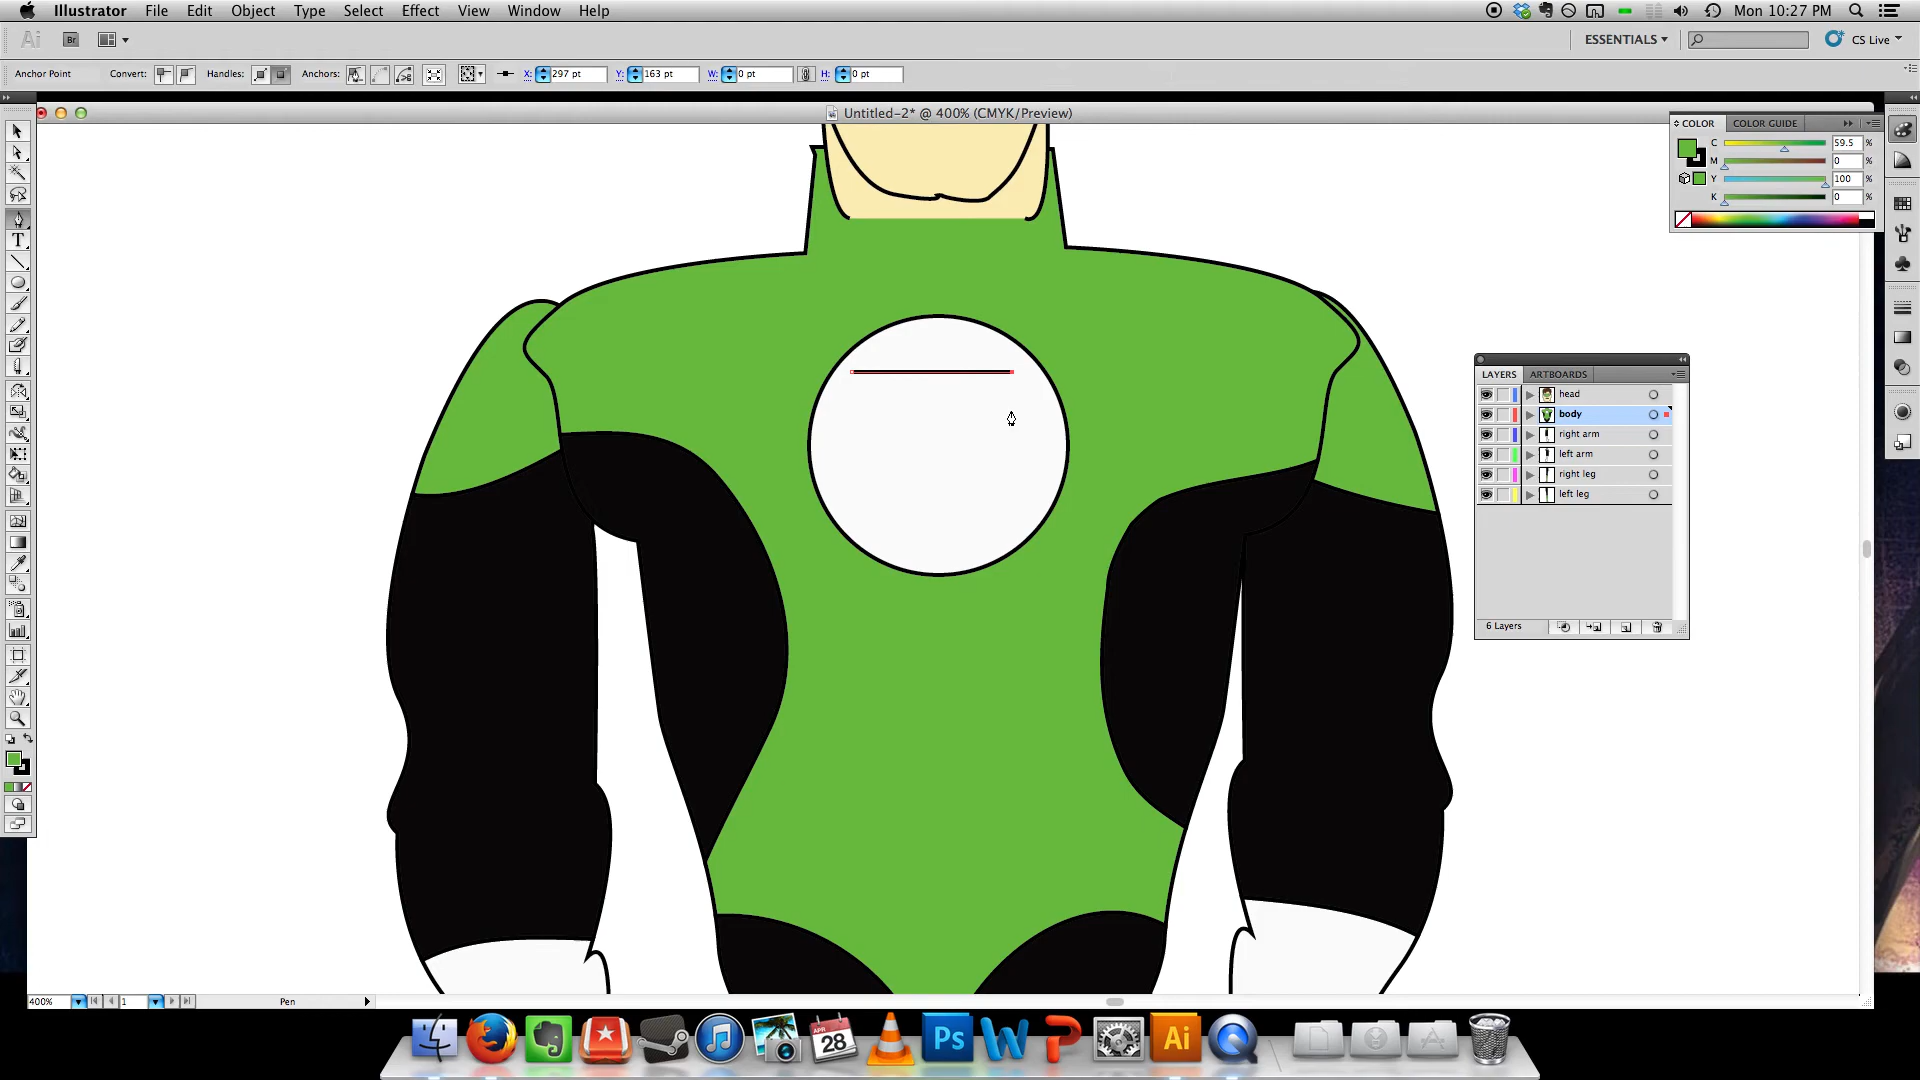 Illustrator File Edit Object Type Select Effect View Window Help Mon 10:27 PM
Ai Br ESSENTIALS CS Live
Anchor Point Convert: Handles: Anchors: X: 297 pt Y: 163 pt W: 0 pt H: 0 pt
Untitled-2* @ 400% (CMYK/Preview)
COLOR COLOR GUIDE
C 59.5 %
M 0 %
Y 100 %
K 0 %
T
LAYERS ARTBOARDS
head
body
right arm
left arm
right leg
left leg
6 Layers
400% 1 Pen
APR
28
Ps
W
P
Ai